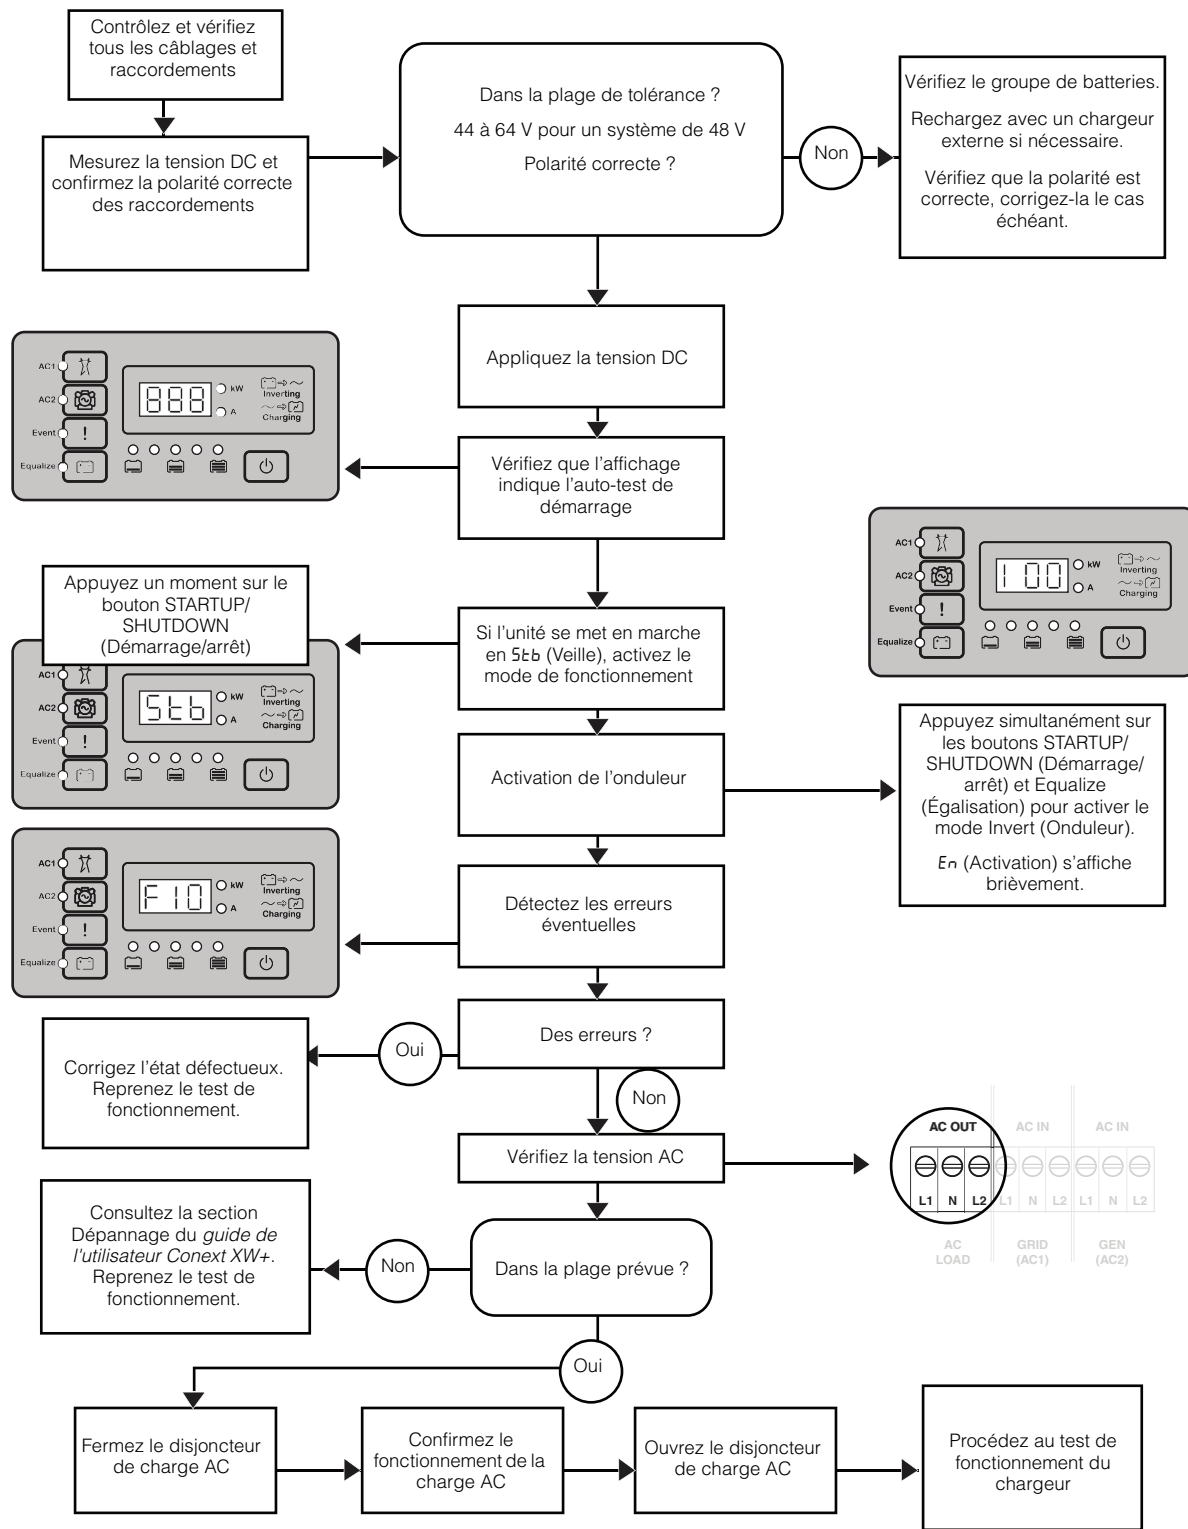 Contrôlez et vérifiez
tous les câblages et
raccordements
Mesurez la tension DC et
confirmez la polarité correcte
des raccordements
Dans la plage de tolérance ?
44 à 64 V pour un système de 48 V
Polarité correcte ?
Non
Vérifiez le groupe de batteries.
Rechargez avec un chargeur
externe si nécessaire.
Vérifiez que la polarité est
correcte, corrigez-la le cas
échéant.
Appliquez la tension DC
AC1
AC2
Event
Equalize
888
kW
A
Inverting
Charging
Vérifiez que l'affichage
indique l'auto-test de
démarrage
Appuyez un moment sur le
bouton STARTUP/
SHUTDOWN
(Démarrage/arrêt)
AC1
AC2
Event
Equalize
Stb
kW
A
Inverting
Charging
Si l'unité se met en marche
en Stb (Veille), activez le
mode de fonctionnement
AC1
AC2
Event
Equalize
100
kW
A
Inverting
Charging
Activation de l'onduleur
Appuyez simultanément sur
les boutons STARTUP/
SHUTDOWN (Démarrage/
arrêt) et Equalize
(Égalisation) pour activer le
mode Invert (Onduleur).
En (Activation) s'affiche
brièvement.
AC1
AC2
Event
Equalize
F10
kW
A
Inverting
Charging
Détectez les erreurs
éventuelles
Des erreurs ?
Oui
Corrigez l'état défectueux.
Reprenez le test de
fonctionnement.
Non
Vérifiez la tension AC
AC OUT AC IN AC IN
L1 N L2 L1 N L2 L1 N L2
AC
LOAD
GRID
(AC1)
GEN
(AC2)
Dans la plage prévue ?
Non
Consultez la section
Dépannage du guide de
l'utilisateur Conext XW+.
Reprenez le test de
fonctionnement.
Oui
Fermez le disjoncteur
de charge AC
Confirmez le
fonctionnement de la
charge AC
Ouvrez le disjoncteur
de charge AC
Procédez au test de
fonctionnement du
chargeur